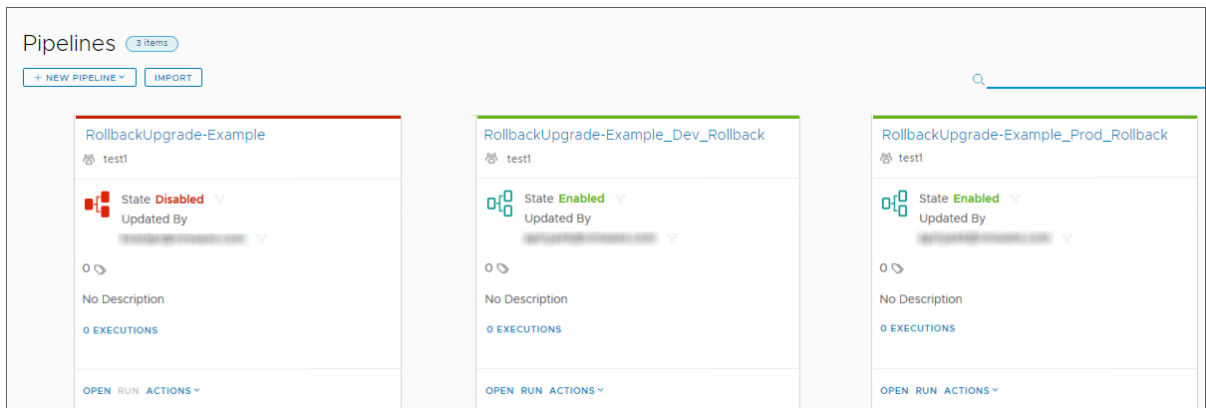 Pipelines 3 items
+ NEW PIPELINE IMPORT
RollbackUpgrade-Example
test1
State Disabled
Updated By
0
No Description
0 EXECUTIONS
OPEN RUN ACTIONS
RollbackUpgrade-Example_Dev_Rollback
test1
State Enabled
Updated By
0
No Description
0 EXECUTIONS
OPEN RUN ACTIONS
RollbackUpgrade-Example_Prod_Rollback
test1
State Enabled
Updated By
0
No Description
0 EXECUTIONS
OPEN RUN ACTIONS